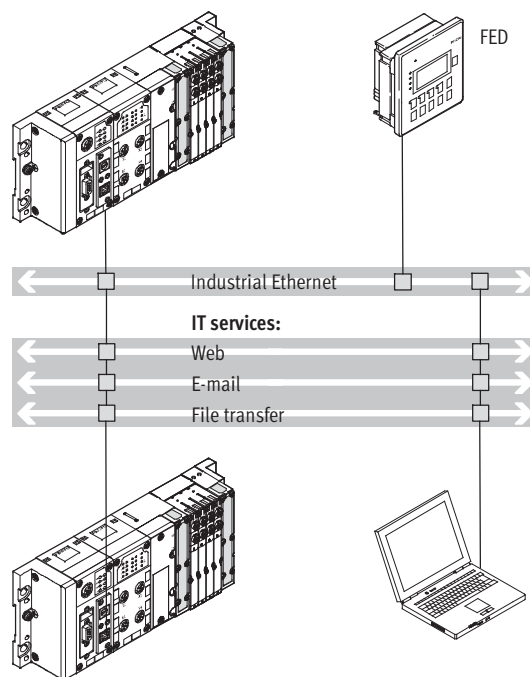 FED
Industrial Ethernet
IT services:
Web
E-mail
File transfer